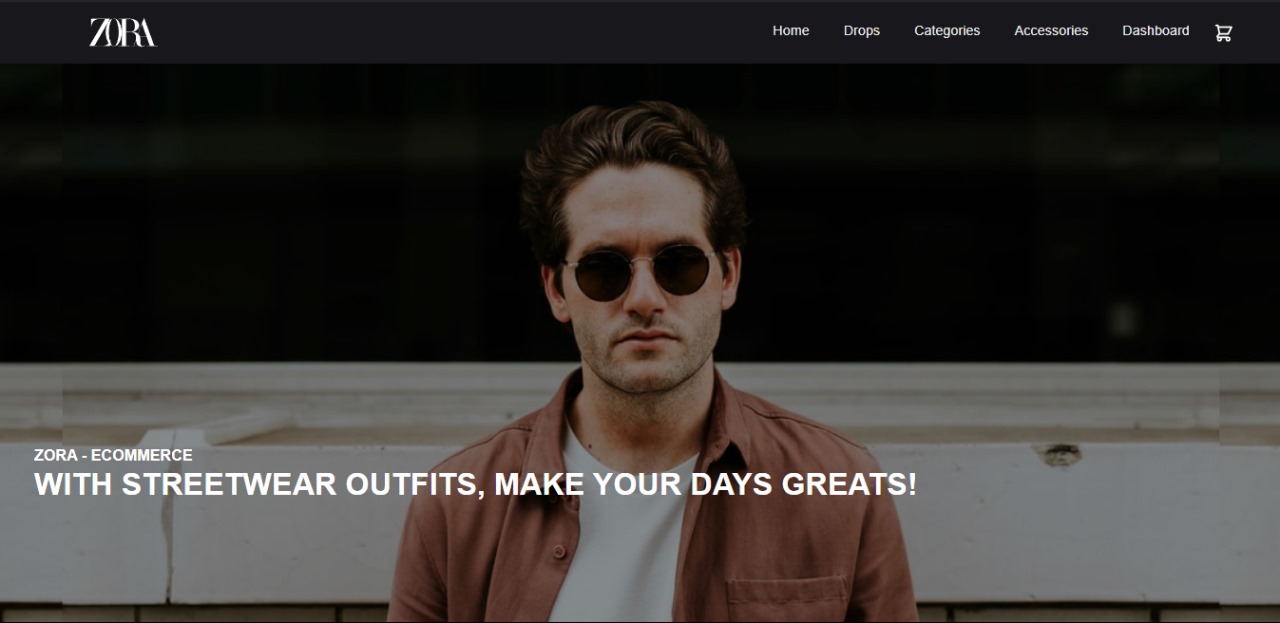 ZORA
Home Drops Categories Accessories Dashboard
ZORA - ECOMMERCE
WITH STREETWEAR OUTFITS, MAKE YOUR DAYS GREATS!